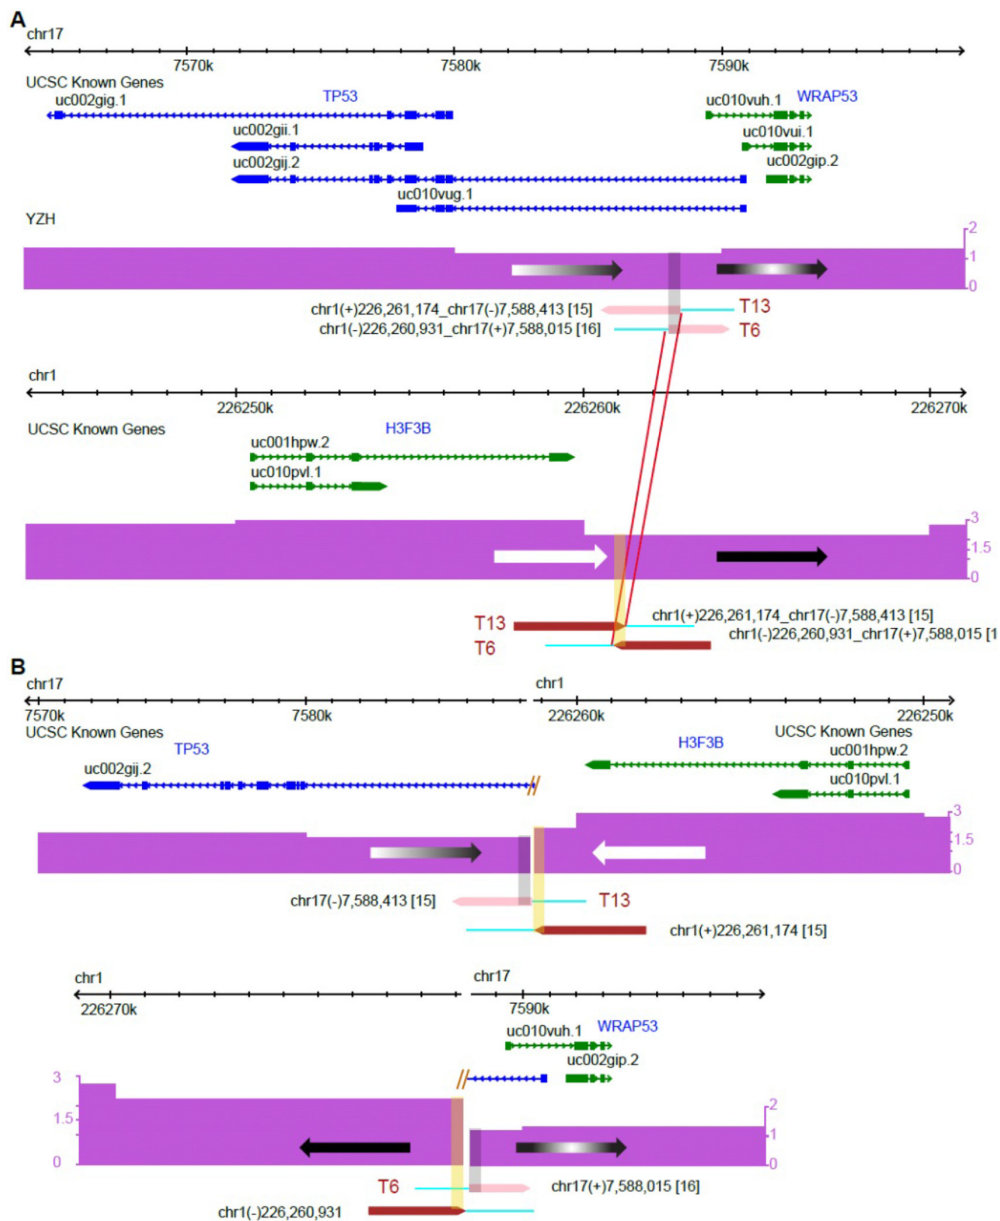 A
chr17
7570k 7580k 7590k
UCSC Known Genes
uc002gig.1 TP53 uc010vuh.1 WRAP53
uc002gii.1 uc010vui.1
uc002gij.2 uc002gip.2
uc010vug.1
YZH
2
1
0
chr1(+)226,261,174_chr17(-)7,588,413 [15] T13
chr1(-)226,260,931_chr17(+)7,588,015 [16] T6
chr1
226250k 226260k 226270k
UCSC Known Genes H3F3B
uc001hpw.2
uc010pvl.1
3
1.5
0
T13 chr1(+)226,261,174_chr17(-)7,588,413 [15]
T6 chr1(-)226,260,931_chr17(+)7,588,015 [1
B
chr17 chr1
7570k 7580k 226260k 226250k
UCSC Known Genes UCSC Known Genes
TP53 H3F3B uc001hpw.2
uc002gij.2 uc010pvl.1
3
1.5
0
chr17(-)7,588,413 [15] T13
chr1(+)226,261,174 [15]
chr1 chr17
226270k 7590k
uc010vuh.1 WRAP53
uc002gip.2
3
2
1.5
1
0 0
T6 chr17(+)7,588,015 [16]
chr1(-)226,260,931